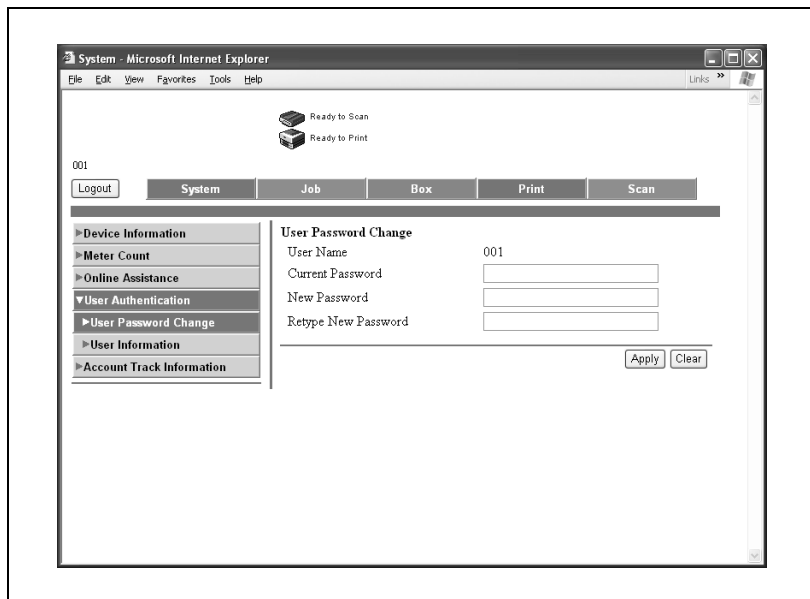 System - Microsoft Internet Explorer
File Edit View Favorites Tools Help Links »
Ready to Scan
Ready to Print
001
Logout System Job Box Print Scan
Device Information
Meter Count
Online Assistance
User Authentication
User Password Change
User Information
Account Track Information
User Password Change
User Name 001
Current Password
New Password
Retype New Password
Apply Clear